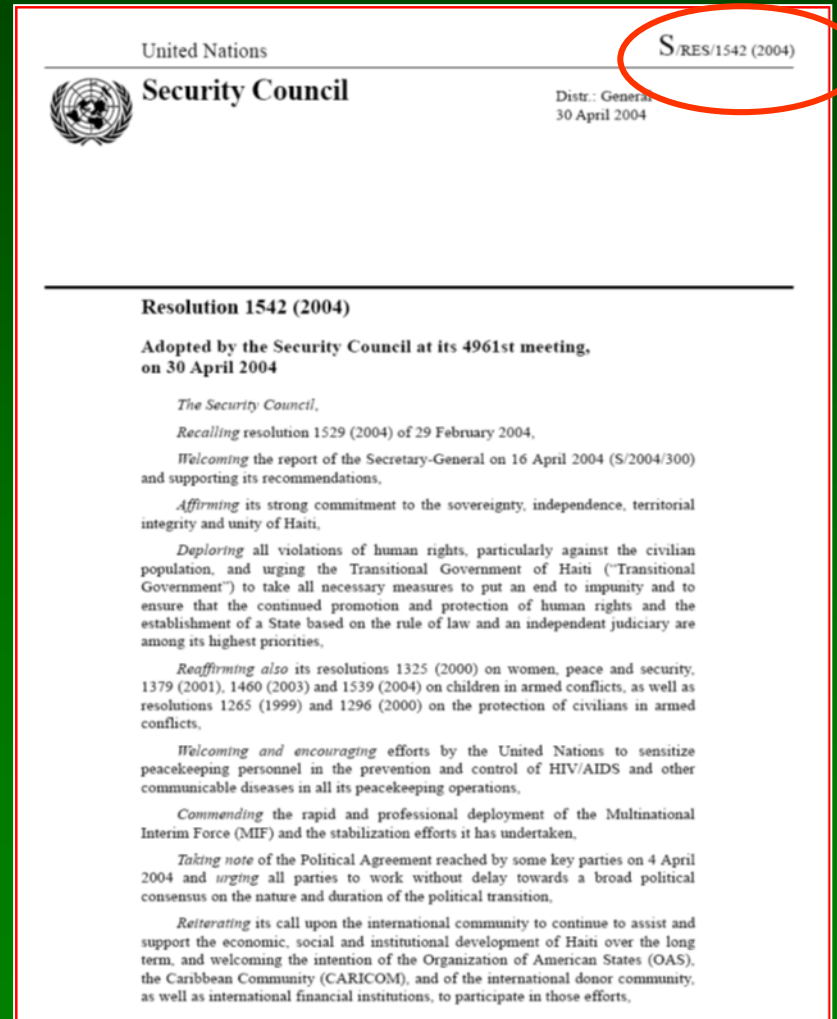 United Nations
S/RES/1542 (2004)
Security Council
Distr.: General
30 April 2004
Resolution 1542 (2004)
Adopted by the Security Council at its 4961st meeting,
on 30 April 2004
The Security Council,
Recalling resolution 1529 (2004) of 29 February 2004,
Welcoming the report of the Secretary-General on 16 April 2004 (S/2004/300)
and supporting its recommendations,
Affirming its strong commitment to the sovereignty, independence, territorial
integrity and unity of Haiti,
Deploring all violations of human rights, particularly against the civilian
population, and urging the Transitional Government of Haiti (“Transitional
Government”) to take all necessary measures to put an end to impunity and to
ensure that the continued promotion and protection of human rights and the
establishment of a State based on the rule of law and an independent judiciary are
among its highest priorities,
Reaffirming also its resolutions 1325 (2000) on women, peace and security,
1379 (2001), 1460 (2003) and 1539 (2004) on children in armed conflicts, as well as
resolutions 1265 (1999) and 1296 (2000) on the protection of civilians in armed
conflicts,
Welcoming and encouraging efforts by the United Nations to sensitize
peacekeeping personnel in the prevention and control of HIV/AIDS and other
communicable diseases in all its peacekeeping operations,
Commending the rapid and professional deployment of the Multinational
Interim Force (MIF) and the stabilization efforts it has undertaken,
Taking note of the Political Agreement reached by some key parties on 4 April
2004 and urging all parties to work without delay towards a broad political
consensus on the nature and duration of the political transition,
Reiterating its call upon the international community to continue to assist and
support the economic, social and institutional development of Haiti over the long
term, and welcoming the intention of the Organization of American States (OAS),
the Caribbean Community (CARICOM), and of the international donor community,
as well as international financial institutions, to participate in those efforts,